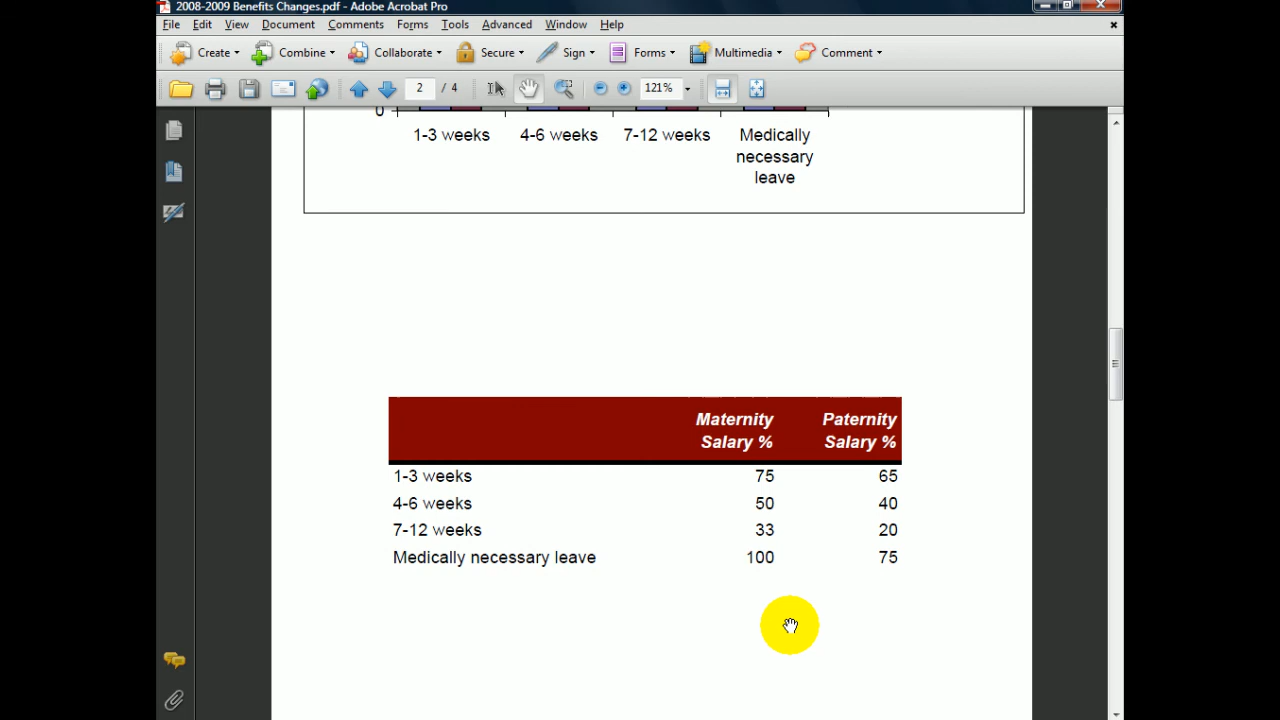 2008-2009 Benefits Changes.pdf - Adobe Acrobat Pro
File Edit View Document Comments Forms Tools Advanced Window Help
Create Combine Collaborate Secure Sign Forms Multimedia Comment
2 / 4 121%
0
1-3 weeks 4-6 weeks 7-12 weeks Medically
necessary
leave
Maternity Paternity
Salary % Salary %
1-3 weeks 75 65
4-6 weeks 50 40
7-12 weeks 33 20
Medically necessary leave 100 75